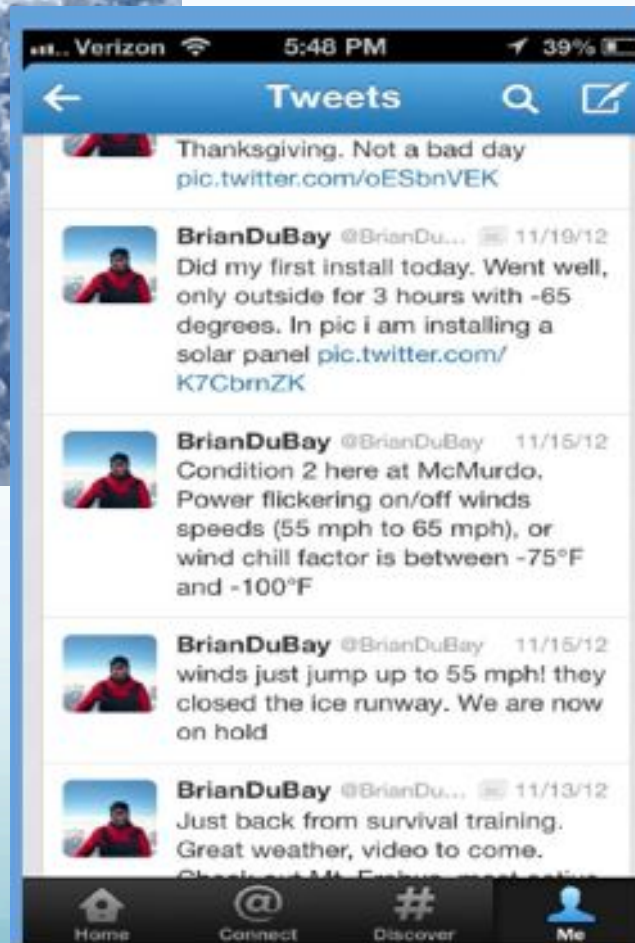 Verizon 5:48 PM 39%
Tweets
Thanksgiving. Not a bad day
pic.twitter.com/oESbnVEK
BrianDuBay @BrianDu... 11/19/12
Did my first install today. Went well,
only outside for 3 hours with -65
degrees. In pic i am installing a
solar panel pic.twitter.com/
K7CbrnZK
BrianDuBay @BrianDuBay 11/15/12
Condition 2 here at McMurdo.
Power flickering on/off winds
speeds (55 mph to 65 mph), or
wind chill factor is between -75°F
and -100°F
BrianDuBay @BrianDuBay 11/15/12
winds just jump up to 55 mph! they
closed the ice runway. We are now
on hold
BrianDuBay @BrianDu... 11/13/12
Just back from survival training.
Great weather, video to come.
Check out Mt. Erebus, most active
Home Connect Discover Me